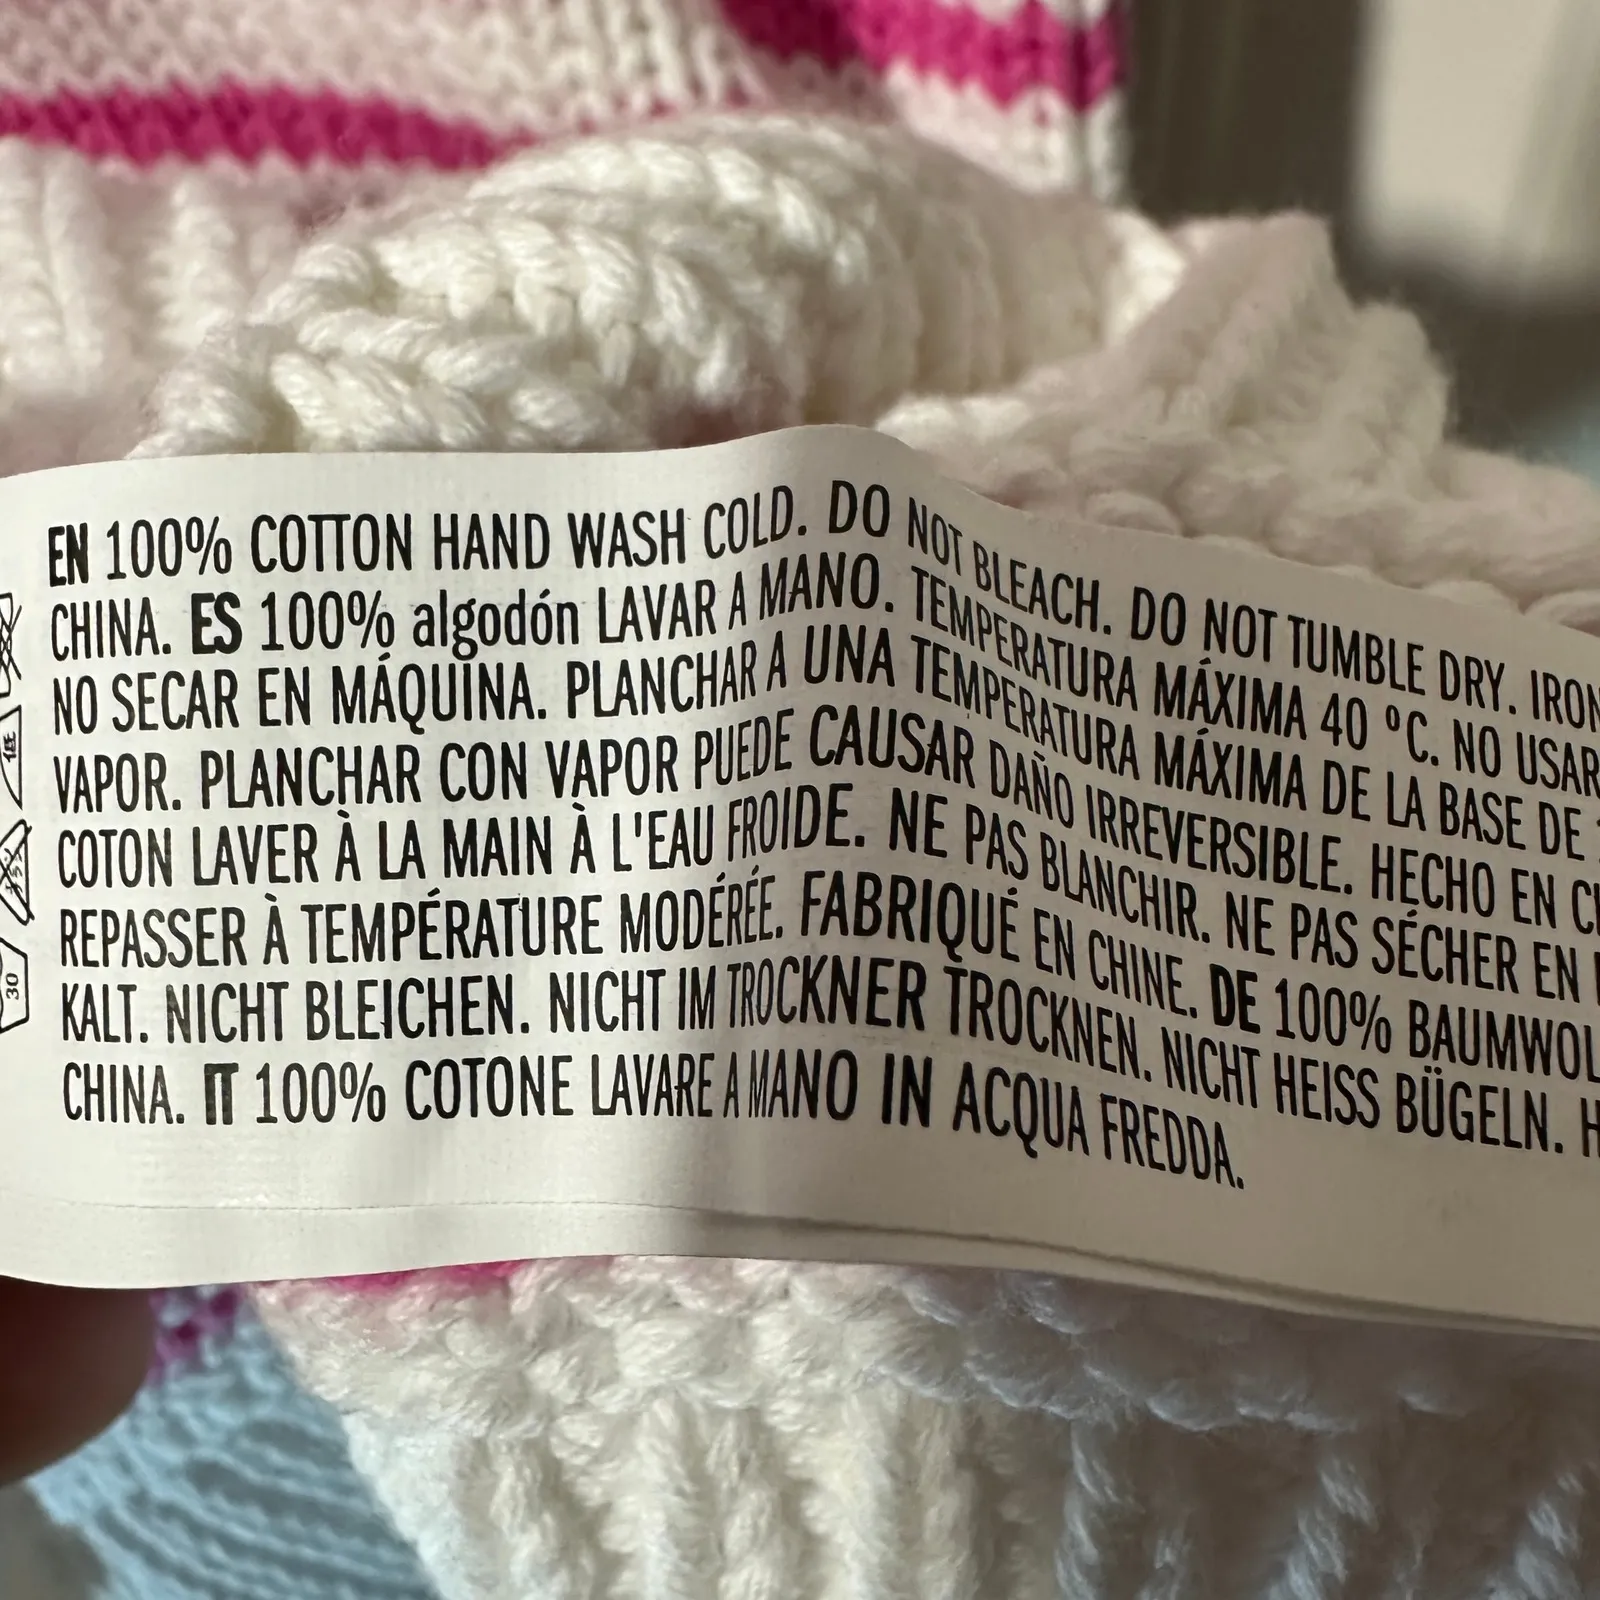 EN 100% COTTON HAND WASH COLD. DO NOT BLEACH. DO NOT TUMBLE DRY. IRON
CHINA. ES 100% algodón LAVAR A MANO. TEMPERATURA MÁXIMA 40 ºC. NO USAR
NO SECAR EN MÁQUINA. PLANCHAR A UNA TEMPERATURA MÁXIMA DE LA BASE DE
VAPOR. PLANCHAR CON VAPOR PUEDE CAUSAR DAÑO IRREVERSIBLE. HECHO EN
COTON LAVER À LA MAIN À L'EAU FROIDE. NE PAS BLANCHIR. NE PAS SÉCHER EN
REPASSER À TEMPÉRATURE MODÉRÉE. FABRIQUÉ EN CHINE. DE 100% BAUMWOL
KALT. NICHT BLEICHEN. NICHT IM TROCKNER TROCKNEN. NICHT HEISS BÜGELN. H
CHINA. IT 100% COTONE LAVARE A MANO IN ACQUA FREDDA.
30